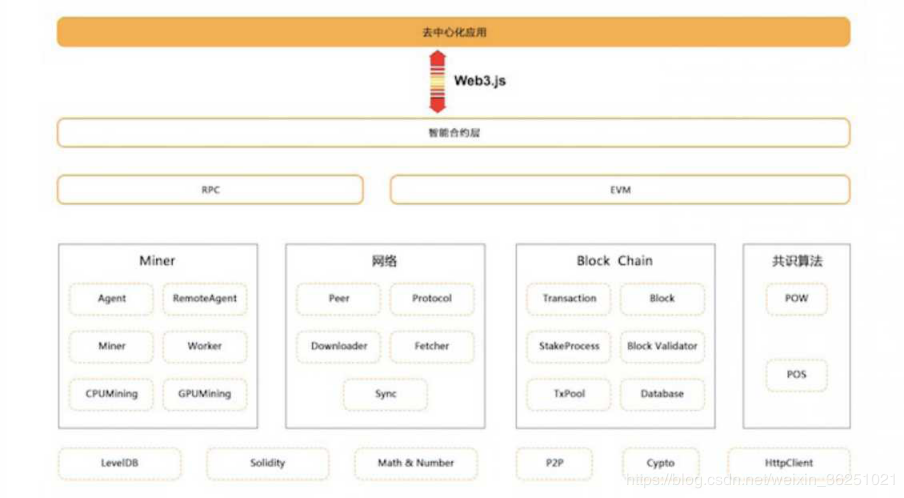 去中心化应用
Web3.js
智能合约层
RPC EVM
Miner 网络 Block Chain 共识算法
Agent RemoteAgent Peer Protocol Transaction Block POW
Miner Worker Downloader Fetcher StakeProcess Block Validator
POS
CPUMining GPUMining Sync TxPool Database
LevelDB Solidity Math & Number P2P Cypto HttpClient
https://blog.csdn.net/weixin_36251021